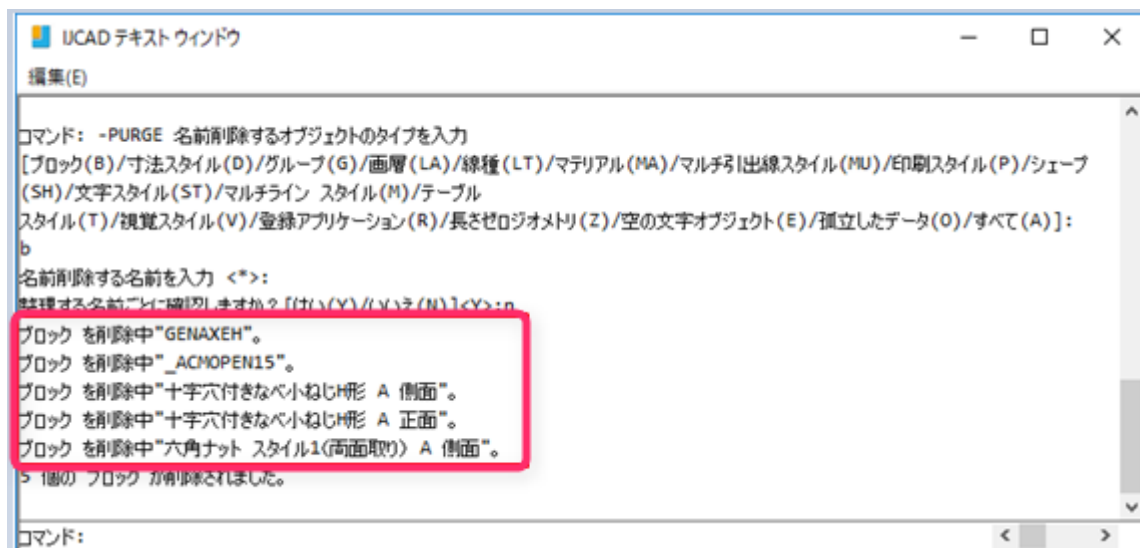 IJCAD テキスト ウィンドウ
編集(E)
コマンド: -PURGE 名前削除するオブジェクトのタイプを入力
[ブロック(B)/寸法スタイル(D)/グループ(G)/画層(LA)/線種(LT)/マテリアル(MA)/マルチ引出線スタイル(MU)/印刷スタイル(P)/シェープ
(SH)/文字スタイル(ST)/マルチライン スタイル(M)/テーブル
スタイル(T)/視覚スタイル(V)/登録アプリケーション(R)/長さゼロジオメトリ(Z)/空の文字オブジェクト(E)/孤立したデータ(O)/すべて(A)]:
b
名前削除する名前を入力 <*>:
整理する名前ごとに確認しますか？[はい(Y)/いいえ(N)]<Y>:n
ブロック を削除中"GENAXEH"。
ブロック を削除中"_ACMOPEN15"。
ブロック を削除中"十字穴付きなべ小ねじH形 A 側面"。
ブロック を削除中"十字穴付きなべ小ねじH形 A 正面"。
ブロック を削除中"六角ナット スタイル1(両面取り) A 側面"。
5 個の ブロック が削除されました。
コマンド: